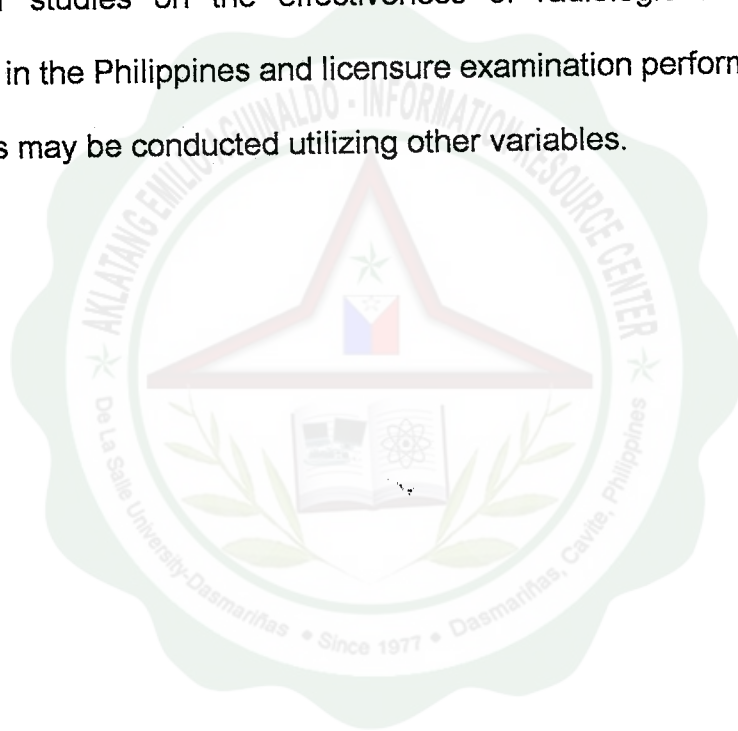 studies on the effectiveness of radiologic
in the Philippines and licensure examination perform
s may be conducted utilizing other variables.
AKLATANG EMILIO AGUINALDO - INFORMATION RESOURCE CENTER
De La Salle University-Dasmariñas • Since 1977 • Dasmariñas, Cavite, Philippines